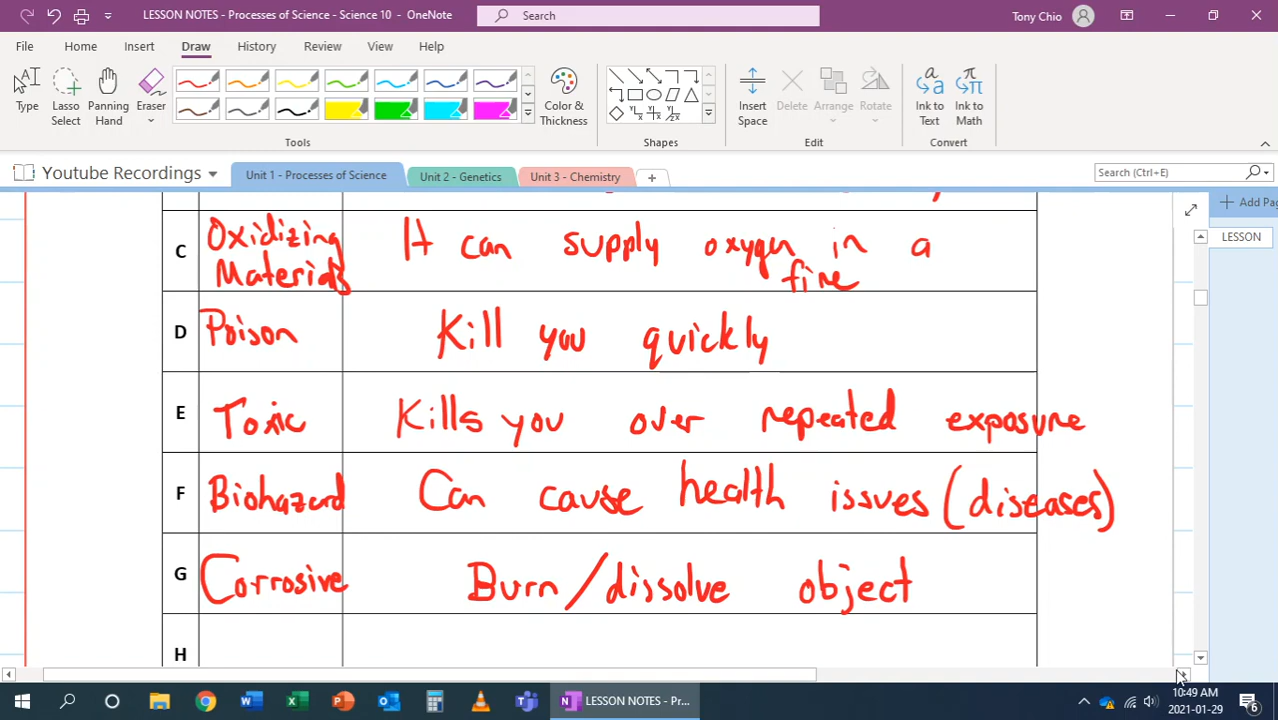 LESSON NOTES - Processes of Science - Science 10 - OneNote
Search
Tony Chio
File Home Insert Draw History Review View Help
Type
Lasso Select
Panning Hand
Eraser
Color & Thickness
Insert Space
Delete
Arrange
Rotate
Ink to Text
Ink to Math
Tools
Shapes
Edit
Convert
Youtube Recordings
Unit 1 - Processes of Science
Unit 2 - Genetics
Unit 3 - Chemistry
Search (Ctrl+E)
Add Pag
LESSON
C Oxidizing Materials It can supply oxygen in a
fire
D Poison Kill you quickly
E Toxic Kills you over repeated exposure
F Biohazard Can cause health issues (diseases)
G Corrosive Burn/dissolve object
H
LESSON NOTES - Pr...
10:49 AM
2021-01-29
6